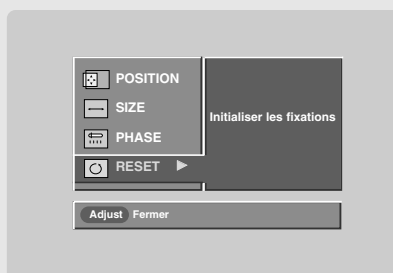 POSITION
SIZE
PHASE
RESET
Initialiser les fixations
Adjust Fermer